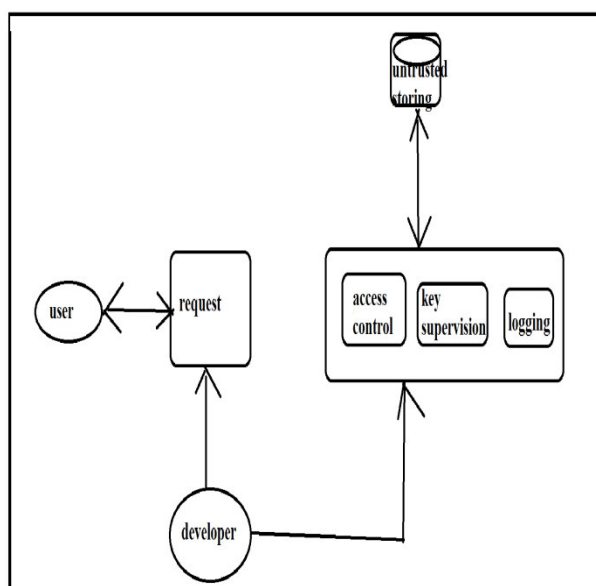 untrusted
storing
user
request
access
control
key
supervision
logging
developer